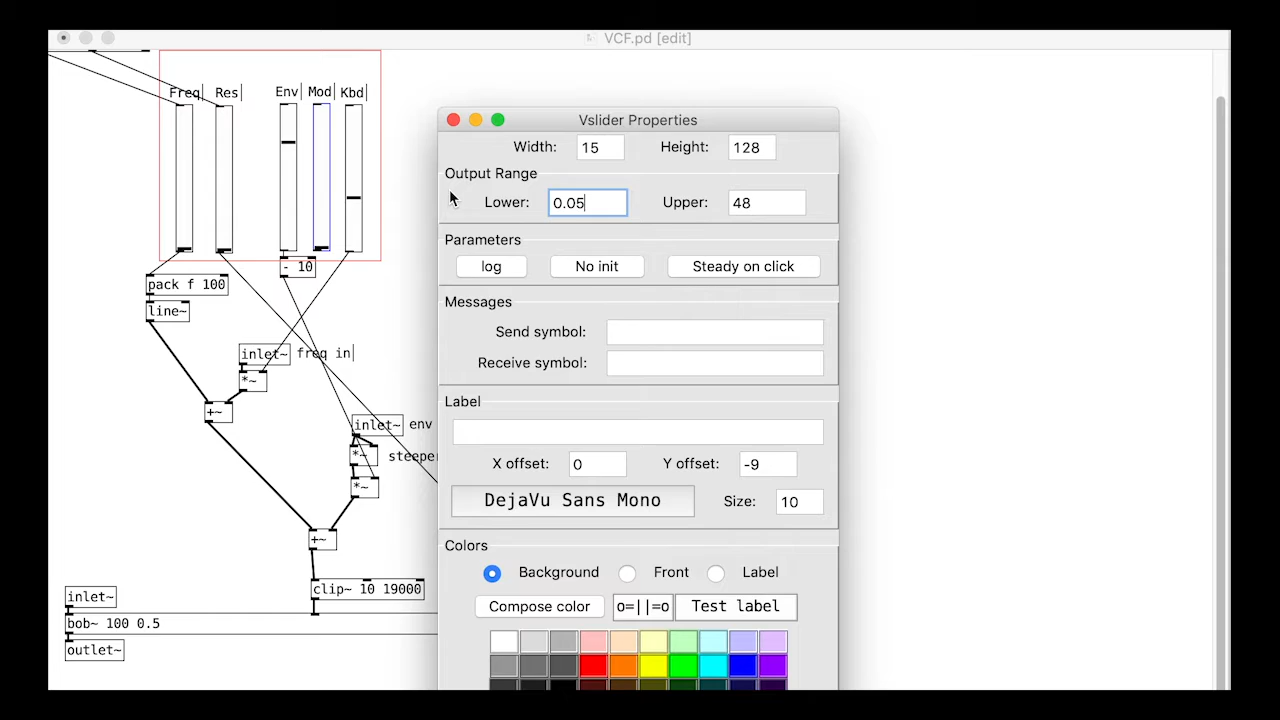 VCF.pd [edit]
Freq Res Env Mod Kbd
- 10
pack f 100
line~
inlet~ freq in
*~
+~
inlet~ env
*~ steeper
*~
+~
clip~ 10 19000
inlet~
bob~ 100 0.5
outlet~
Vslider Properties
Width: 15 Height: 128
Output Range
Lower: 0.05 Upper: 48
Parameters
log No init Steady on click
Messages
Send symbol:
Receive symbol:
Label
X offset: 0 Y offset: -9
DejaVu Sans Mono Size: 10
Colors
Background Front Label
Compose color o=||=o Test label